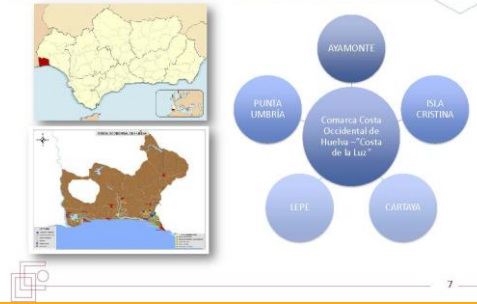 AYAMONTE
PUNTA
UMBRÍA
Comarca Costa
Occidental de
Huelva –"Costa
de la Luz"
ISLA
CRISTINA
LEPE
CARTAYA
7